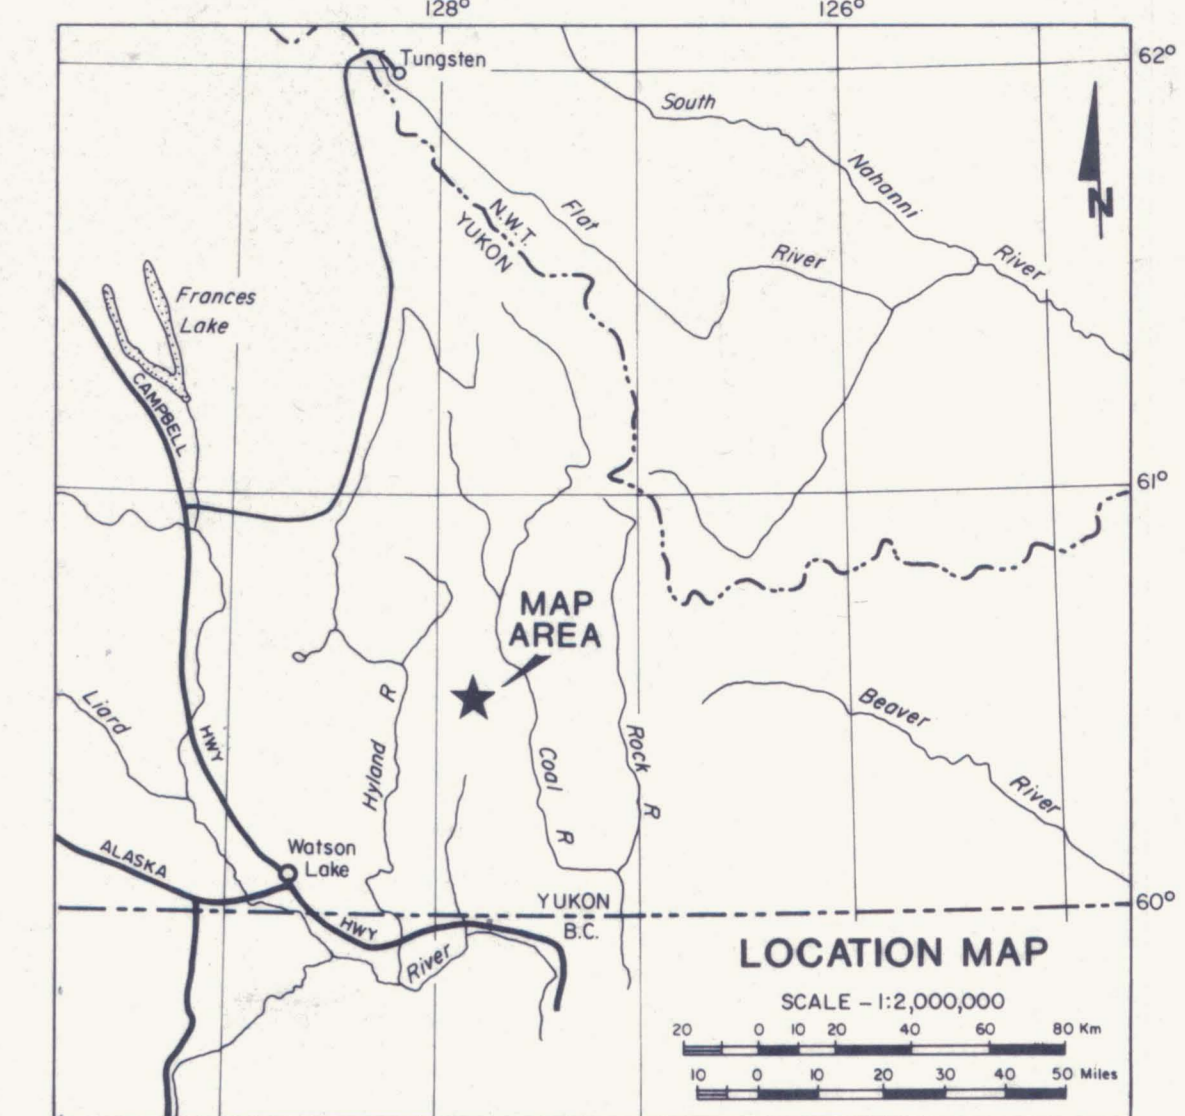 128° 126°
Tungsten
62°
South
Nahanni
River
N
N.W.T.
YUKON
Flat
River
Frances
Lake
CAMPBELL
61°
MAP
AREA
Liard
HWY
Hyland R
Coal R
Rock R
Beaver
River
ALASKA
Watson
Lake
YUKON
60°
B.C.
HWY
River
LOCATION MAP
SCALE – 1:2,000,000
20 0 10 20 40 60 80 Km
10 0 10 20 30 40 50 Miles